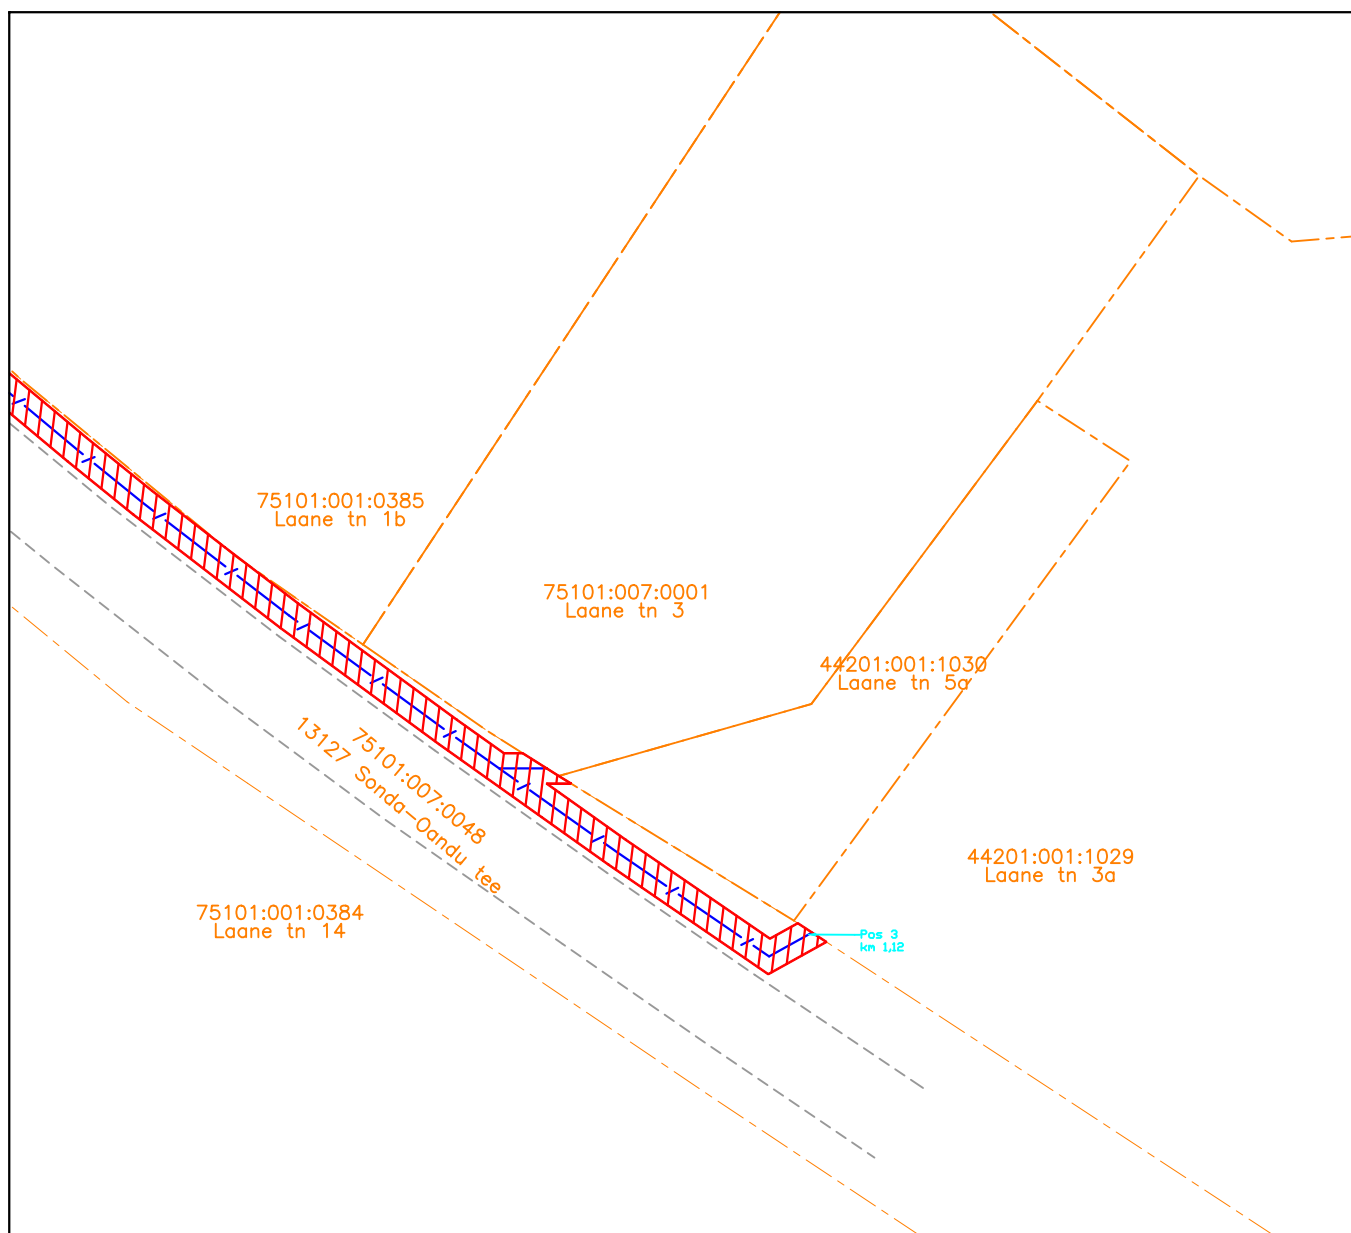 75101:001:0385
Laane tn 1b
75101:007:0001
Laane tn 3
44201:001:1030
Laane tn 5a
75101:007:0048
13127 Sonda-Oandu tee
44201:001:1029
Laane tn 3a
75101:001:0384
Laane tn 14
Pos 3
km 1,12